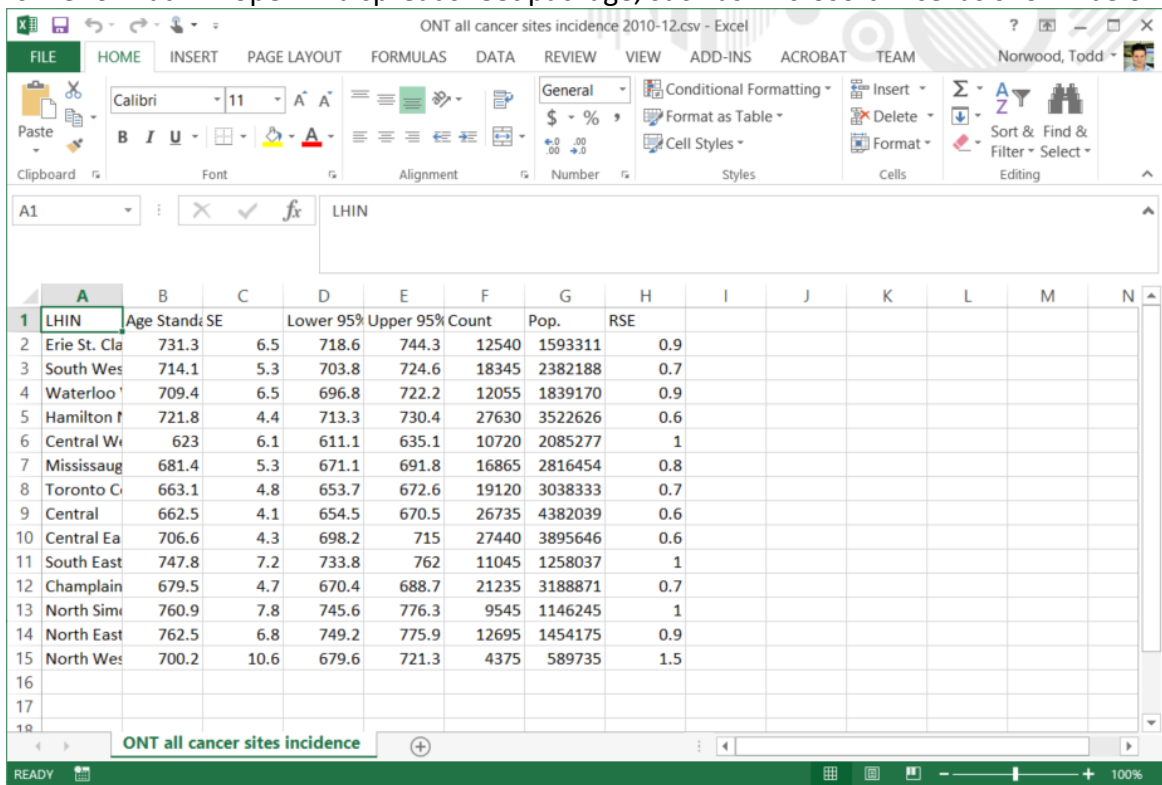 ONT all cancer sites incidence 2010-12.csv - Excel
FILE HOME INSERT PAGE LAYOUT FORMULAS DATA REVIEW VIEW ADD-INS ACROBAT TEAM Norwood, Todd
Paste
Calibri 11 A A
B I U A
General
$ % ,
Conditional Formatting
Format as Table
Cell Styles
Insert
Delete
Format
Sort & Filter
Find & Select
Clipboard Font Alignment Number Styles Cells Editing
A1 fx LHIN
A B C D E F G H I J K L M N
1 LHIN Age Standa SE Lower 95% Upper 95% Count Pop. RSE
2 Erie St. Cla 731.3 6.5 718.6 744.3 12540 1593311 0.9
3 South Wes 714.1 5.3 703.8 724.6 18345 2382188 0.7
4 Waterloo 709.4 6.5 696.8 722.2 12055 1839170 0.9
5 Hamilton N 721.8 4.4 713.3 730.4 27630 3522626 0.6
6 Central We 623 6.1 611.1 635.1 10720 2085277 1
7 Mississaug 681.4 5.3 671.1 691.8 16865 2816454 0.8
8 Toronto Ce 663.1 4.8 653.7 672.6 19120 3038333 0.7
9 Central 662.5 4.1 654.5 670.5 26735 4382039 0.6
10 Central Ea 706.6 4.3 698.2 715 27440 3895646 0.6
11 South East 747.8 7.2 733.8 762 11045 1258037 1
12 Champlain 679.5 4.7 670.4 688.7 21235 3188871 0.7
13 North Simc 760.9 7.8 745.6 776.3 9545 1146245 1
14 North East 762.5 6.8 749.2 775.9 12695 1454175 0.9
15 North Wes 700.2 10.6 679.6 721.3 4375 589735 1.5
16
17
18
ONT all cancer sites incidence
READY 100%